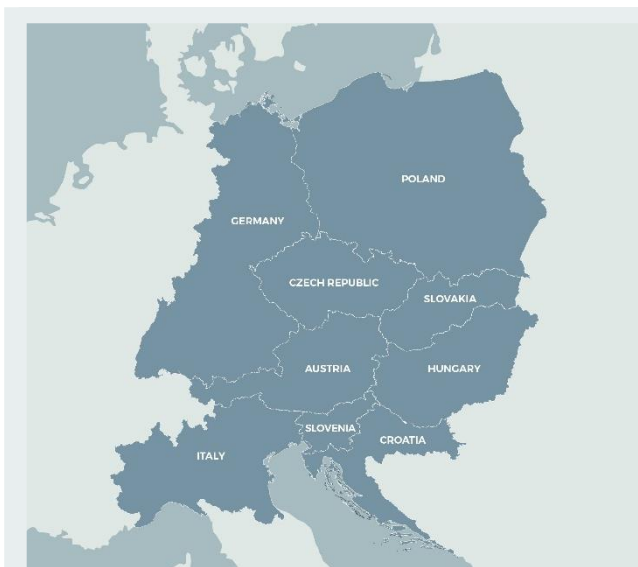 POLAND
GERMANY
CZECH REPUBLIC
SLOVAKIA
AUSTRIA
HUNGARY
SLOVENIA
CROATIA
ITALY